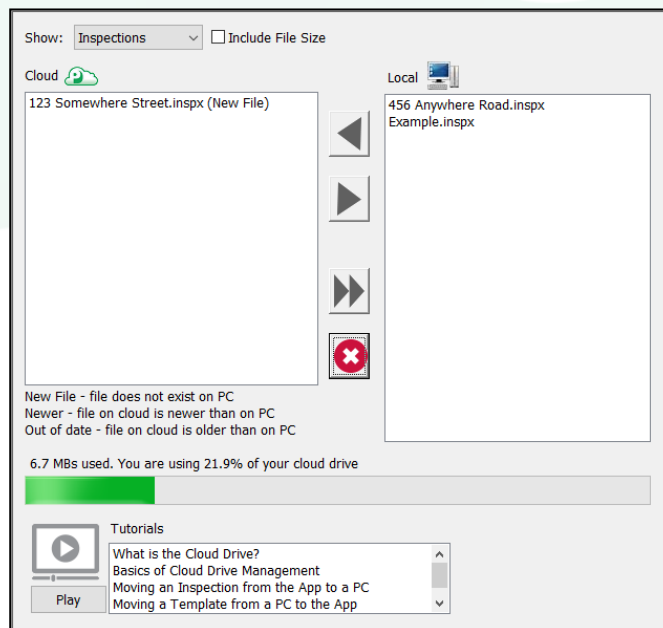 Show: Inspections Include File Size
Cloud
Local
123 Somewhere Street.inspx (New File)
456 Anywhere Road.inspx
Example.inspx
New File - file does not exist on PC
Newer - file on cloud is newer than on PC
Out of date - file on cloud is older than on PC
6.7 MBs used. You are using 21.9% of your cloud drive
Tutorials
What is the Cloud Drive?
Basics of Cloud Drive Management
Moving an Inspection from the App to a PC
Moving a Template from a PC to the App
Play